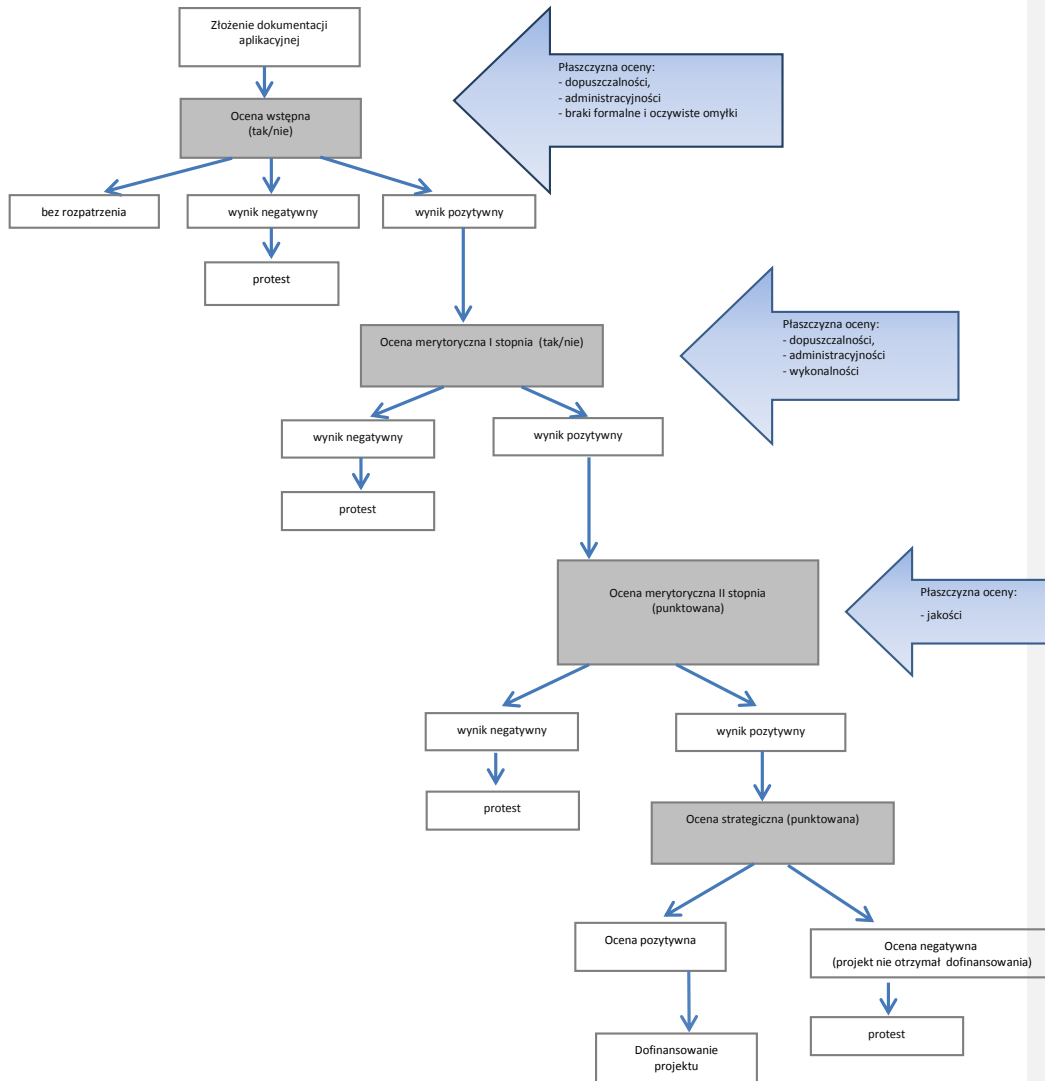 Złożenie dokumentacji
aplikacyjnej
Płaszczyzna oceny:
- dopuszczalności,
- administracyjności
- braki formalne i oczywiste omyłki
Ocena wstępna
(tak/nie)
bez rozpatrzenia
wynik negatywny
wynik pozytywny
protest
Płaszczyzna oceny:
- dopuszczalności,
- administracyjności
- wykonalności
Ocena merytoryczna I stopnia (tak/nie)
wynik negatywny
wynik pozytywny
protest
Ocena merytoryczna II stopnia
(punktowana)
Płaszczyzna oceny:
- jakości
wynik negatywny
wynik pozytywny
protest
Ocena strategiczna (punktowana)
Ocena pozytywna
Ocena negatywna
(projekt nie otrzymał dofinansowania)
protest
Dofinansowanie
projektu